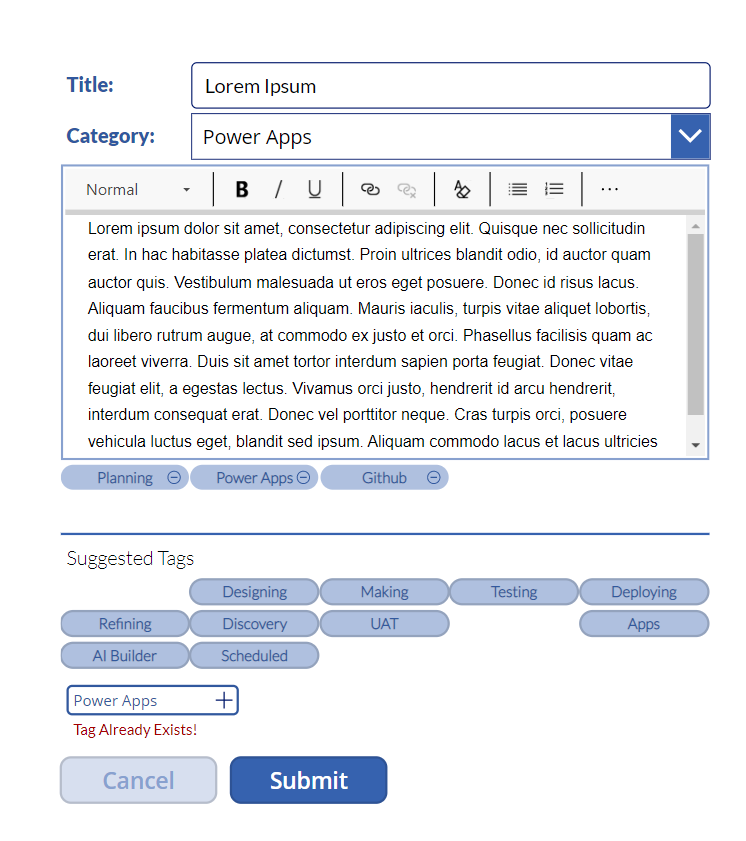 Title: Lorem Ipsum
Category: Power Apps
Normal B / U ...
Lorem ipsum dolor sit amet, consectetur adipiscing elit. Quisque nec sollicitudin
erat. In hac habitasse platea dictumst. Proin ultrices blandit odio, id auctor quam
auctor quis. Vestibulum malesuada ut eros eget posuere. Donec id risus lacus.
Aliquam faucibus fermentum aliquam. Mauris iaculis, turpis vitae aliquet lobortis,
dui libero rutrum augue, at commodo ex justo et orci. Phasellus facilisis quam ac
laoreet viverra. Duis sit amet tortor interdum sapien porta feugiat. Donec vitae
feugiat elit, a egestas lectus. Vivamus orci justo, hendrerit id arcu hendrerit,
interdum consequat erat. Donec vel porttitor neque. Cras turpis orci, posuere
vehicula luctus eget, blandit sed ipsum. Aliquam commodo lacus et lacus ultricies
Planning Power Apps Github
Suggested Tags
Designing Making Testing Deploying
Refining Discovery UAT Apps
AI Builder Scheduled
Power Apps
Tag Already Exists!
Cancel Submit